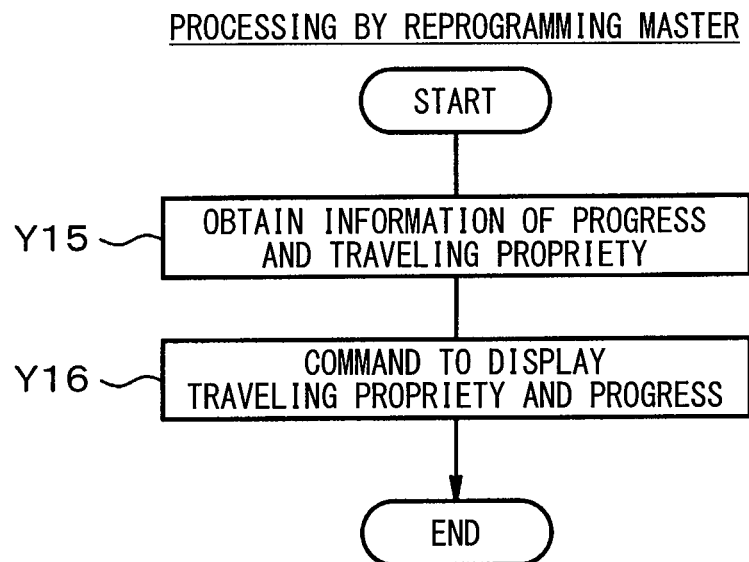 PROCESSING BY REPROGRAMMING MASTER
START
Y15
OBTAIN INFORMATION OF PROGRESS
AND TRAVELING PROPRIETY
Y16
COMMAND TO DISPLAY
TRAVELING PROPRIETY AND PROGRESS
END